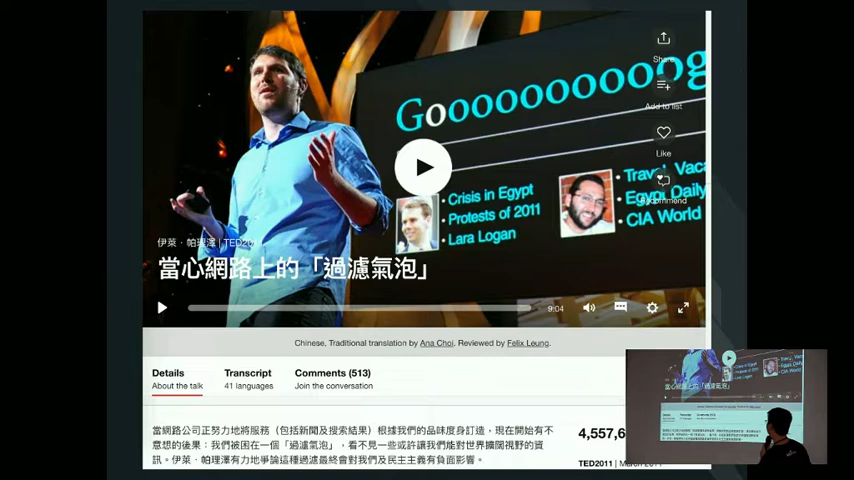 Gooooooooooog
Share
Add to list
Like
• Crisis in Egypt
• Protests of 2011
• Lara Logan
• Travel, Vaca
• Egypt Daily
• CIA World
伊萊．帕理澤 | TED20
當心網路上的「過濾氣泡」
9:04
Chinese, Traditional translation by Ana Choi. Reviewed by Felix Leung.
Details
About the talk
Transcript
41 languages
Comments (513)
Join the conversation
當網路公司正努力地將服務（包括新聞及搜索結果）根據我們的品味度身訂造，現在開始有不
意想的後果：我們被困在一個「過濾氣泡」，看不見一些或許讓我們能對世界擴闊視野的資
訊。伊萊．帕理澤有力地爭論這種過濾最終會對我們及民主主義有負面影響。
4,557,6
TED2011 | March 2011